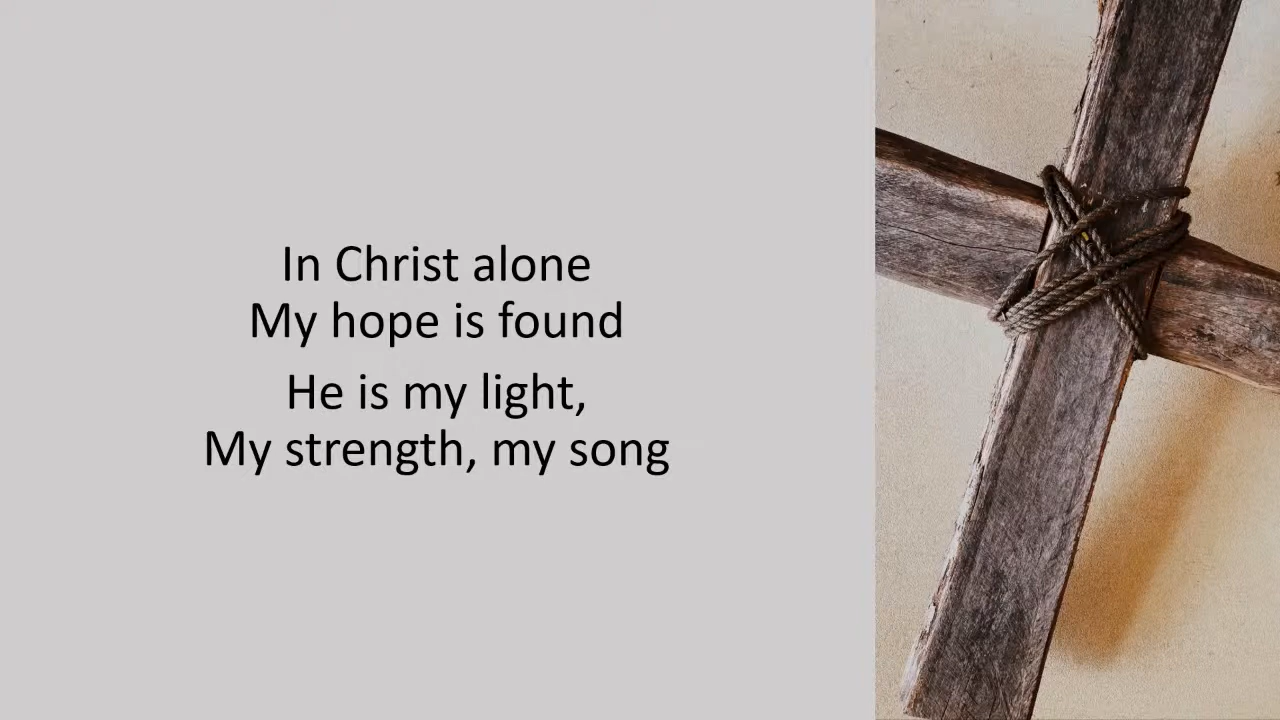 In Christ alone
My hope is found
He is my light,
My strength, my song